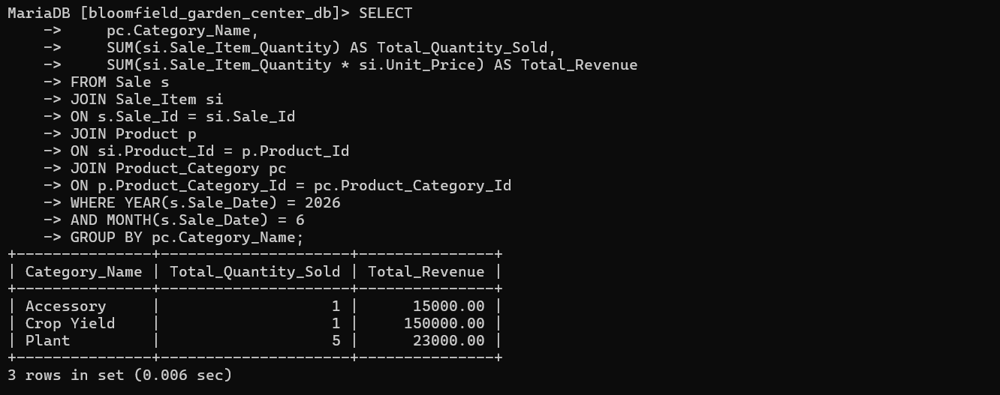 MariaDB [bloomfield_garden_center_db]> SELECT
    ->     pc.Category_Name,
    ->     SUM(si.Sale_Item_Quantity) AS Total_Quantity_Sold,
    ->     SUM(si.Sale_Item_Quantity * si.Unit_Price) AS Total_Revenue
    -> FROM Sale s
    -> JOIN Sale_Item si
    -> ON s.Sale_Id = si.Sale_Id
    -> JOIN Product p
    -> ON si.Product_Id = p.Product_Id
    -> JOIN Product_Category pc
    -> ON p.Product_Category_Id = pc.Product_Category_Id
    -> WHERE YEAR(s.Sale_Date) = 2026
    -> AND MONTH(s.Sale_Date) = 6
    -> GROUP BY pc.Category_Name;
+---------------+---------------------+---------------+
| Category_Name | Total_Quantity_Sold | Total_Revenue |
+---------------+---------------------+---------------+
| Accessory     |                   1 |      15000.00 |
| Crop Yield    |                   1 |     150000.00 |
| Plant         |                   5 |      23000.00 |
+---------------+---------------------+---------------+
3 rows in set (0.006 sec)